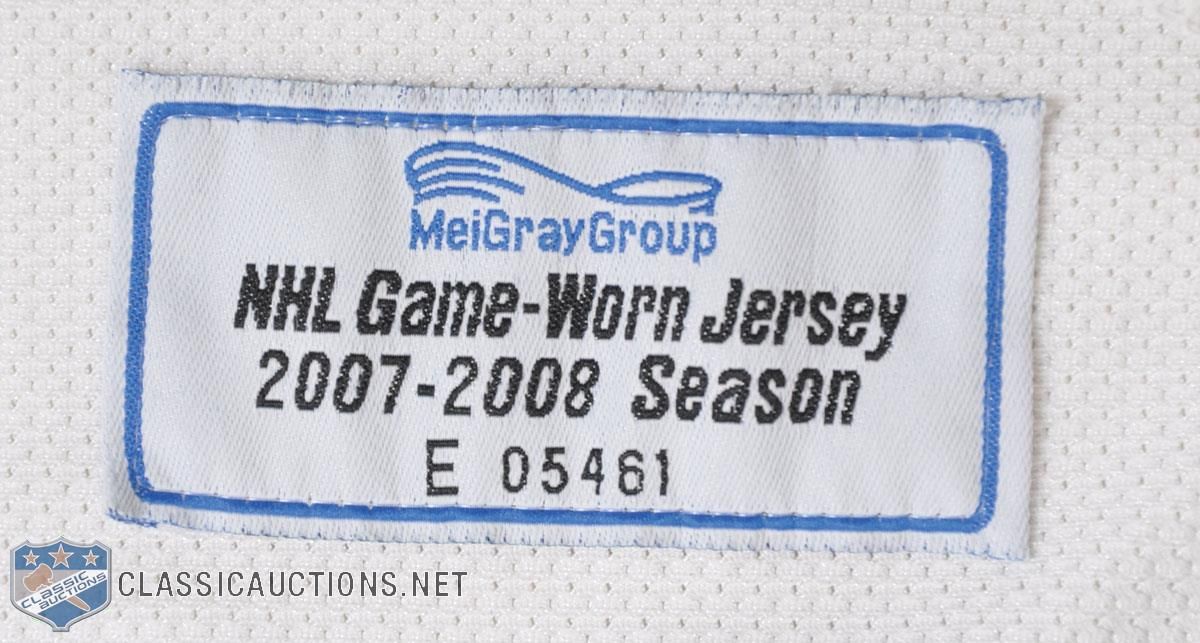 MeiGrayGroup
NHL Game-Worn Jersey
2007-2008 Season
E 05461
CLASSIC
AUCTIONS
CLASSICAUCTIONS.NET